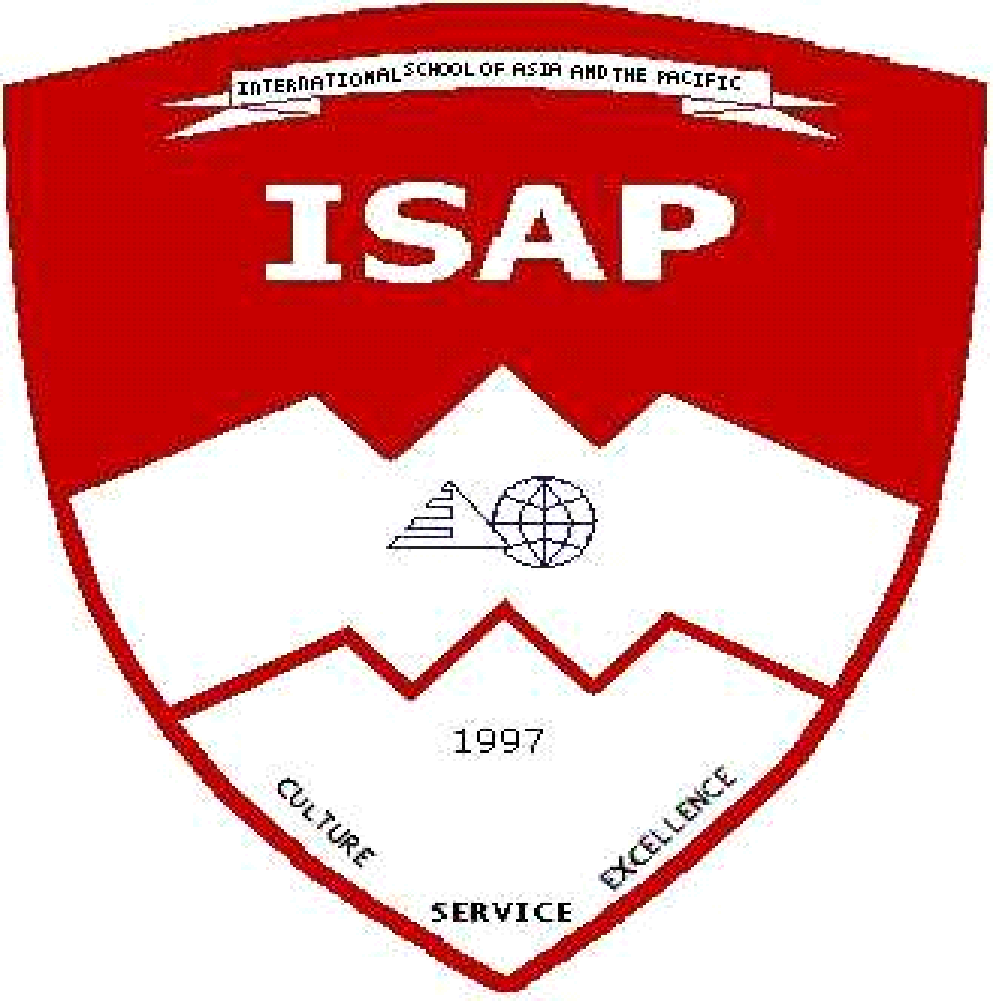 INTERNATIONAL SCHOOL OF ASIA AND THE PACIFIC
ISAP
1997
CULTURE
EXCELLENCE
SERVICE